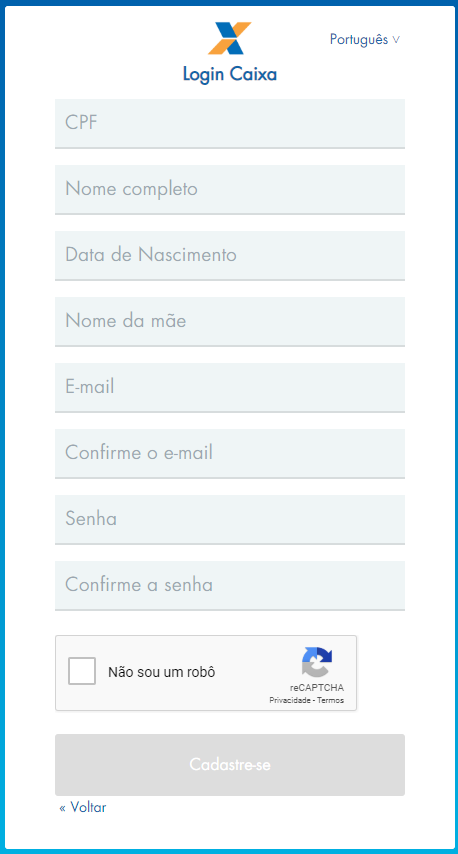 Português
Login Caixa
CPF
Nome completo
Data de Nascimento
Nome da mãe
E-mail
Confirme o e-mail
Senha
Confirme a senha
Não sou um robô
reCAPTCHA
Privacidade - Termos
Cadastre-se
« Voltar